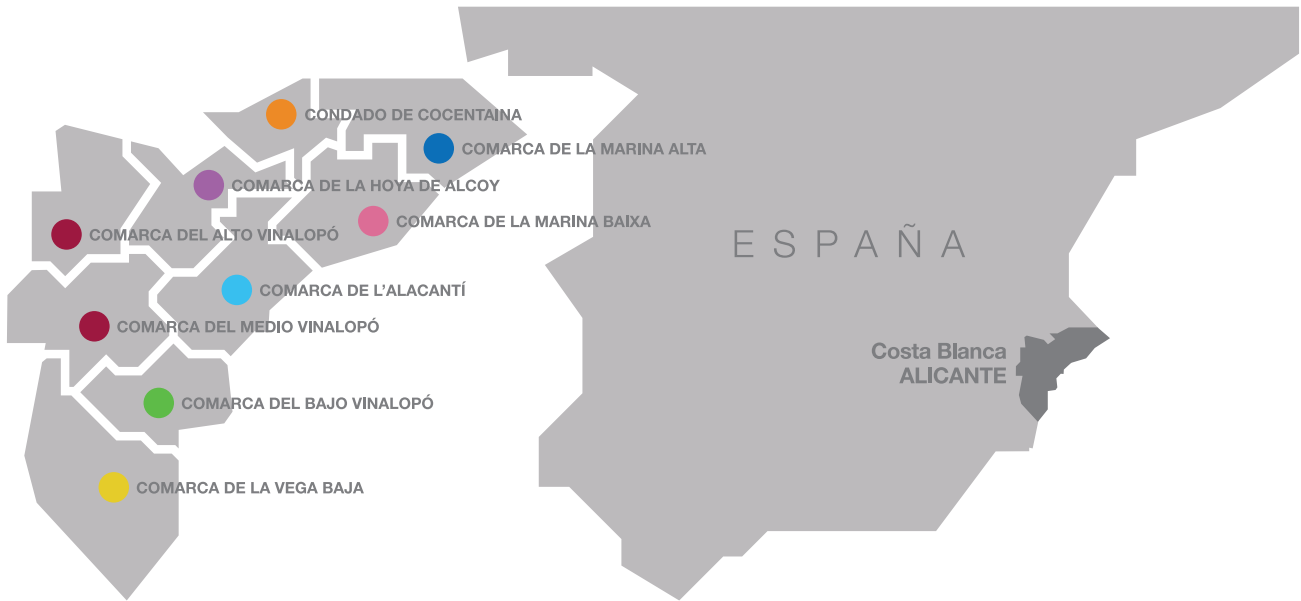 CONDADO DE COCENTAINA
COMARCA DE LA MARINA ALTA
COMARCA DE LA HOYA DE ALCOY
COMARCA DE LA MARINA BAIXA
COMARCA DEL ALTO VINALOPÓ
COMARCA DE L'ALACANTÍ
COMARCA DEL MEDIO VINALOPÓ
COMARCA DEL BAJO VINALOPÓ
COMARCA DE LA VEGA BAJA
ESPAÑA
Costa Blanca
ALICANTE